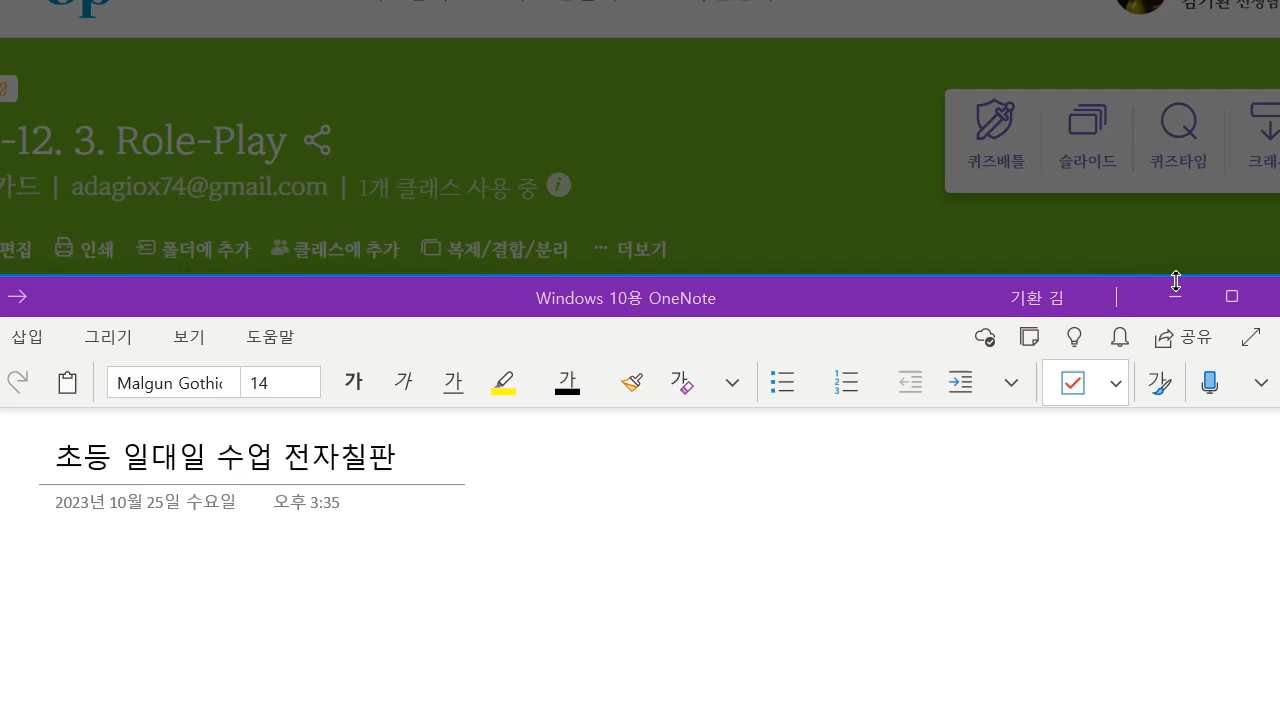 -12. 3. Role-Play
카드 | adagiox74@gmail.com | 1개 클래스 사용 중
편집 인쇄 폴더에 추가 클래스에 추가 복제/결합/분리 ··· 더보기
퀴즈배틀 슬라이드 퀴즈타임 크래
Windows 10용 OneNote 기환 김
삽입 그리기 보기 도움말 공유
Malgun Gothic 14 가 가 가 가 가 가
초등 일대일 수업 전자칠판
2023년 10월 25일 수요일 오후 3:35